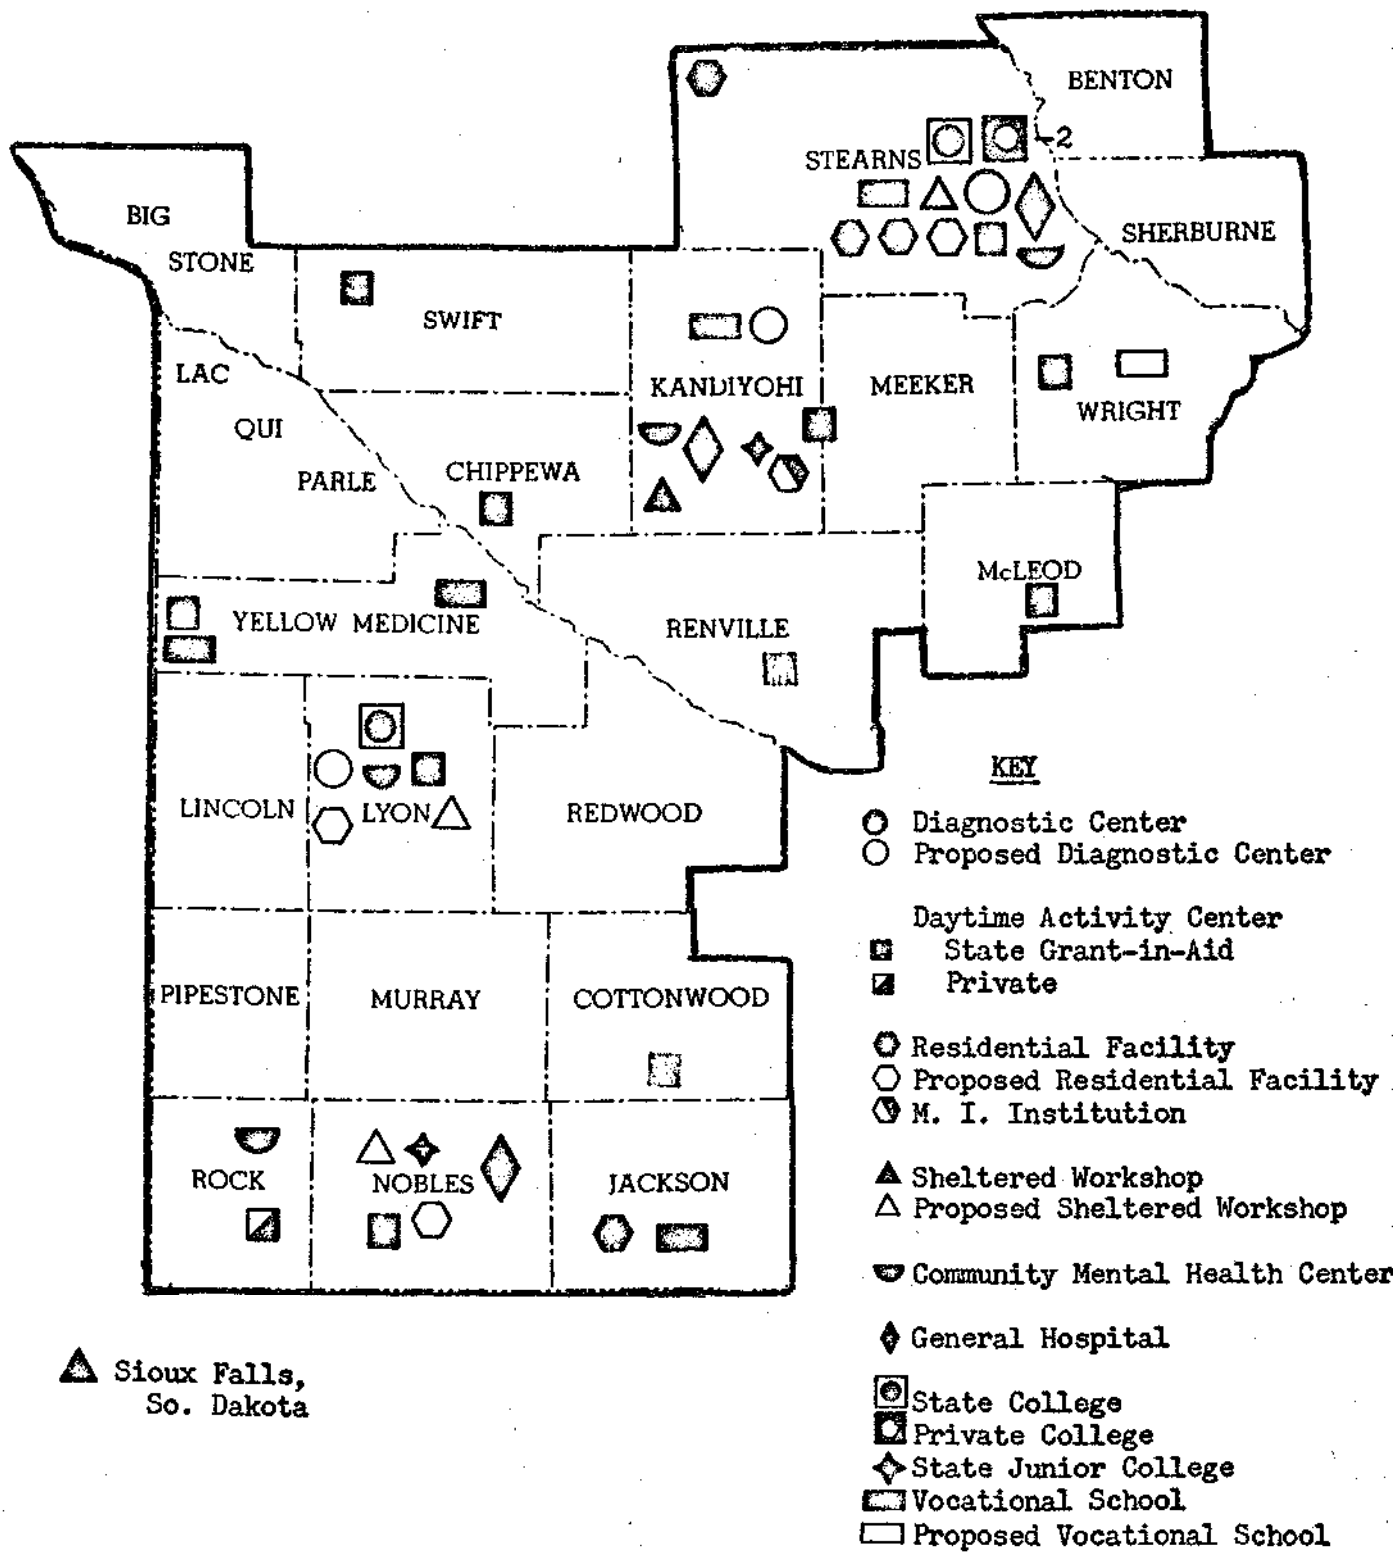 BENTON
-2
STEARNS
BIG
STONE
SHERBURNE
SWIFT
LAC
KANDIYOHI
MEEKER
WRIGHT
QUI
PARLE
CHIPPEWA
McLEOD
YELLOW MEDICINE
RENVILLE
LINCOLN
LYON
REDWOOD
PIPESTONE
MURRAY
COTTONWOOD
ROCK
NOBLES
JACKSON
Sioux Falls,
So. Dakota
KEY
Diagnostic Center
Proposed Diagnostic Center
Daytime Activity Center
State Grant-in-Aid
Private
Residential Facility
Proposed Residential Facility
M. I. Institution
Sheltered Workshop
Proposed Sheltered Workshop
Community Mental Health Center
General Hospital
State College
Private College
State Junior College
Vocational School
Proposed Vocational School